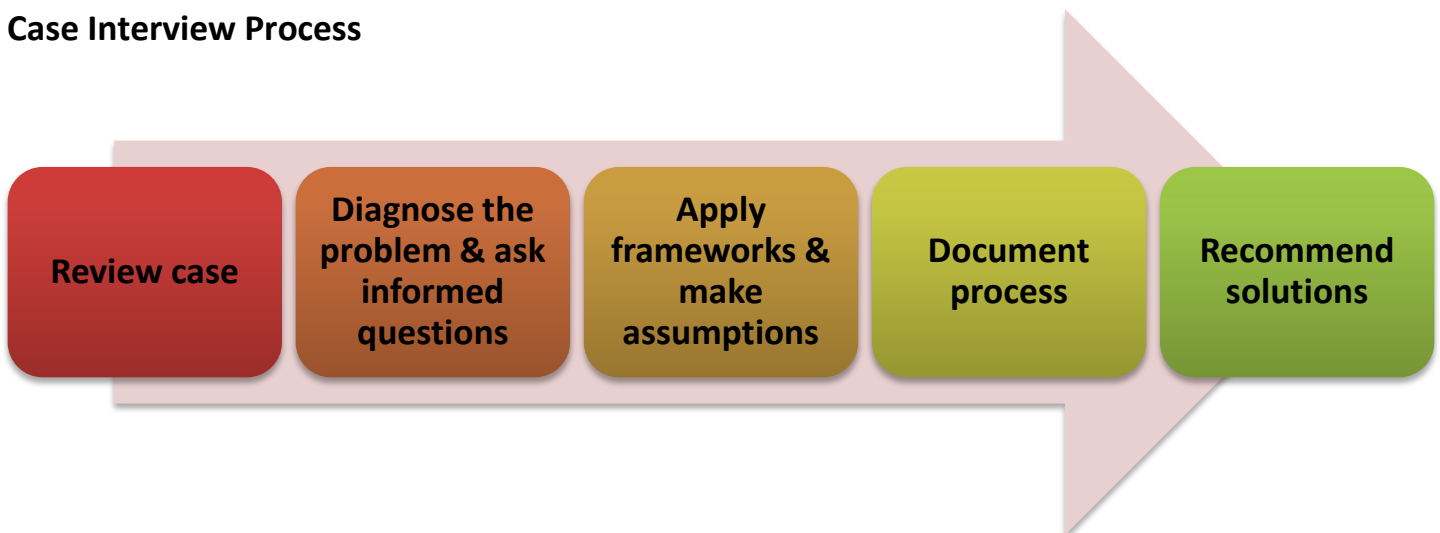 Case Interview Process
Review case
Diagnose the
problem & ask
informed
questions
Apply
frameworks &
make
assumptions
Document
process
Recommend
solutions